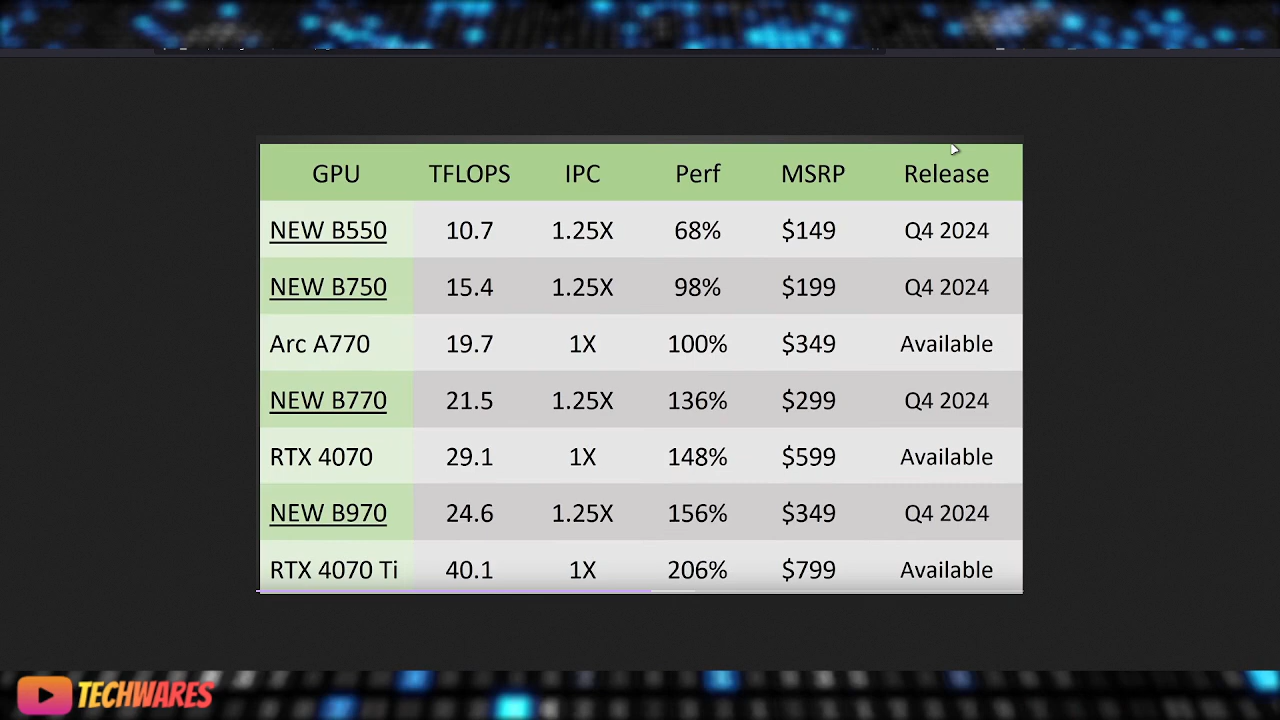 GPU TFLOPS IPC Perf MSRP Release
NEW B550 10.7 1.25X 68% $149 Q4 2024
NEW B750 15.4 1.25X 98% $199 Q4 2024
Arc A770 19.7 1X 100% $349 Available
NEW B770 21.5 1.25X 136% $299 Q4 2024
RTX 4070 29.1 1X 148% $599 Available
NEW B970 24.6 1.25X 156% $349 Q4 2024
RTX 4070 Ti 40.1 1X 206% $799 Available
TECHWARES